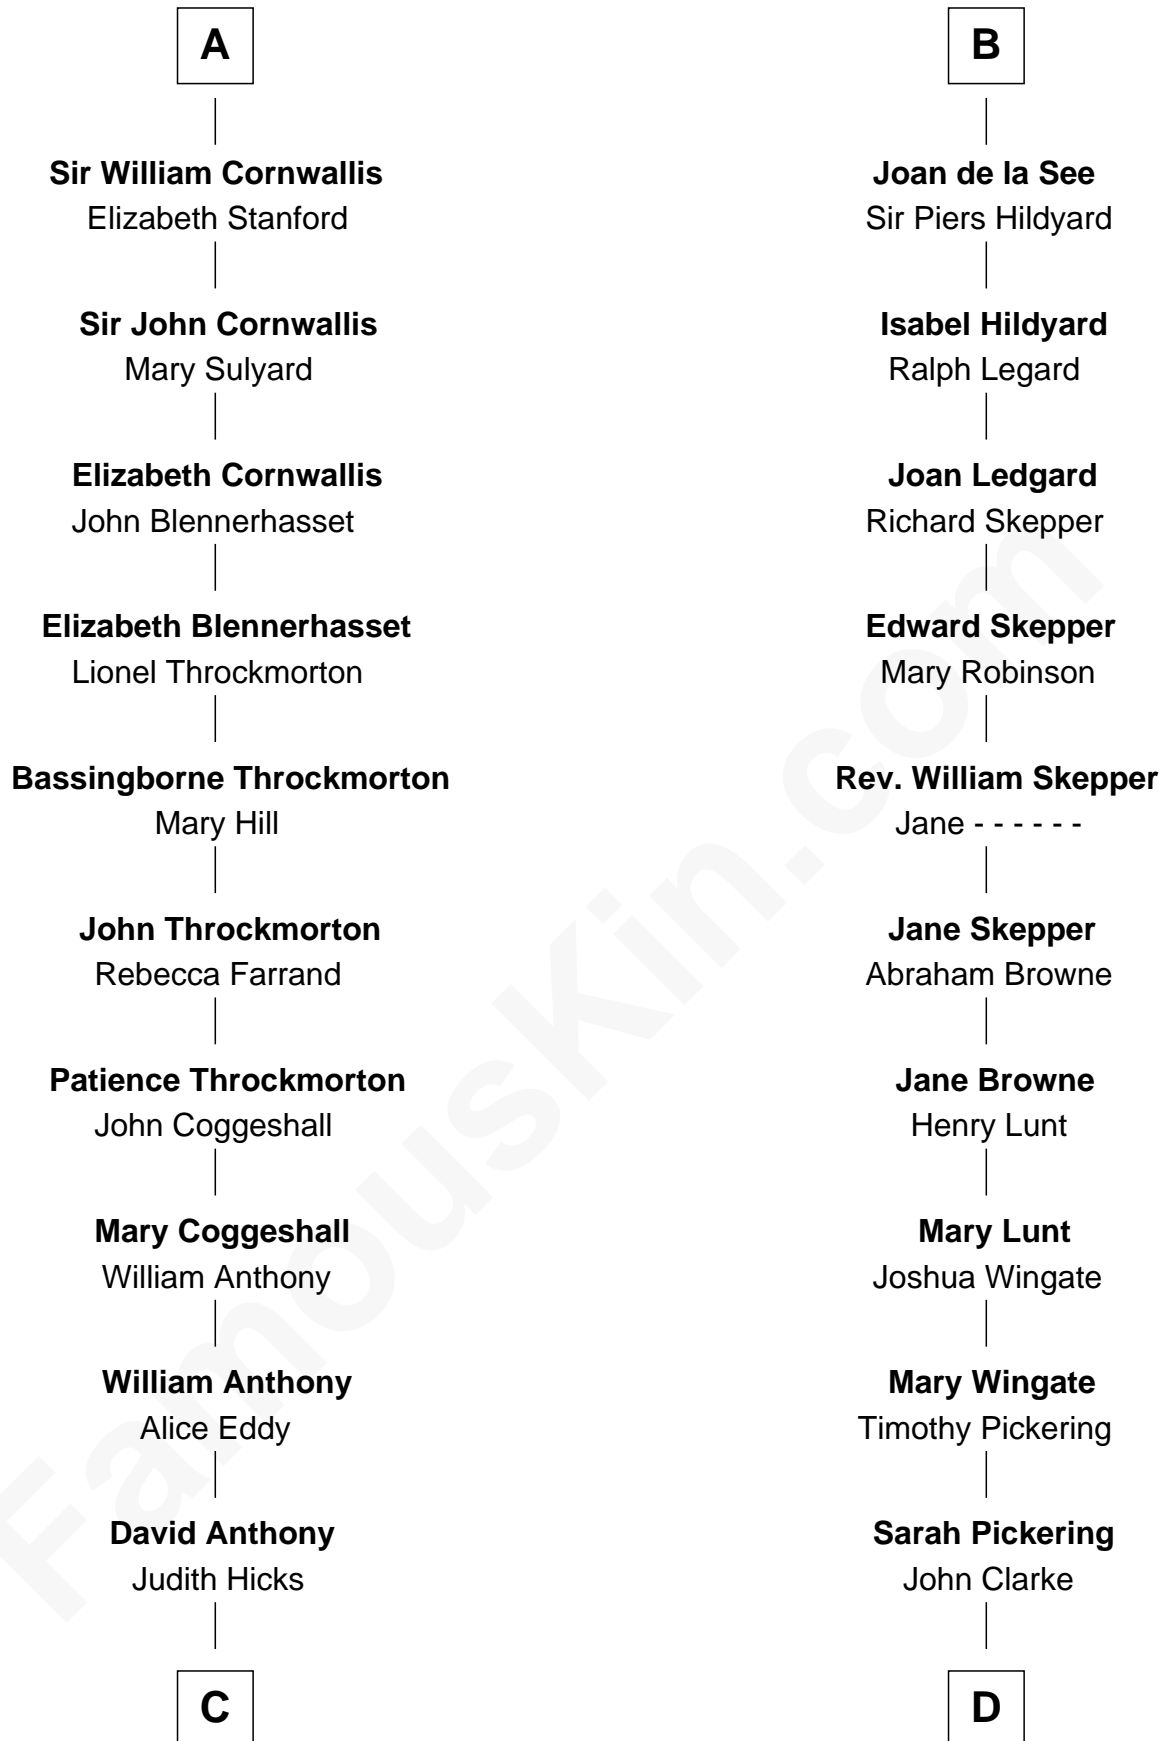 A
Sir William Cornwallis
Elizabeth Stanford
Sir John Cornwallis
Mary Sulyard
Elizabeth Cornwallis
John Blennerhasset
Elizabeth Blennerhasset
Lionel Throckmorton
Bassingborne Throckmorton
Mary Hill
John Throckmorton
Rebecca Farrand
Patience Throckmorton
John Coggeshall
Mary Coggeshall
William Anthony
William Anthony
Alice Eddy
David Anthony
Judith Hicks
C
B
Joan de la See
Sir Piers Hildyard
Isabel Hildyard
Ralph Legard
Joan Ledgard
Richard Skepper
Edward Skepper
Mary Robinson
Rev. William Skepper
Jane - - - - - -
Jane Skepper
Abraham Browne
Jane Browne
Henry Lunt
Mary Lunt
Joshua Wingate
Mary Wingate
Timothy Pickering
Sarah Pickering
John Clarke
D
FamousKin.com